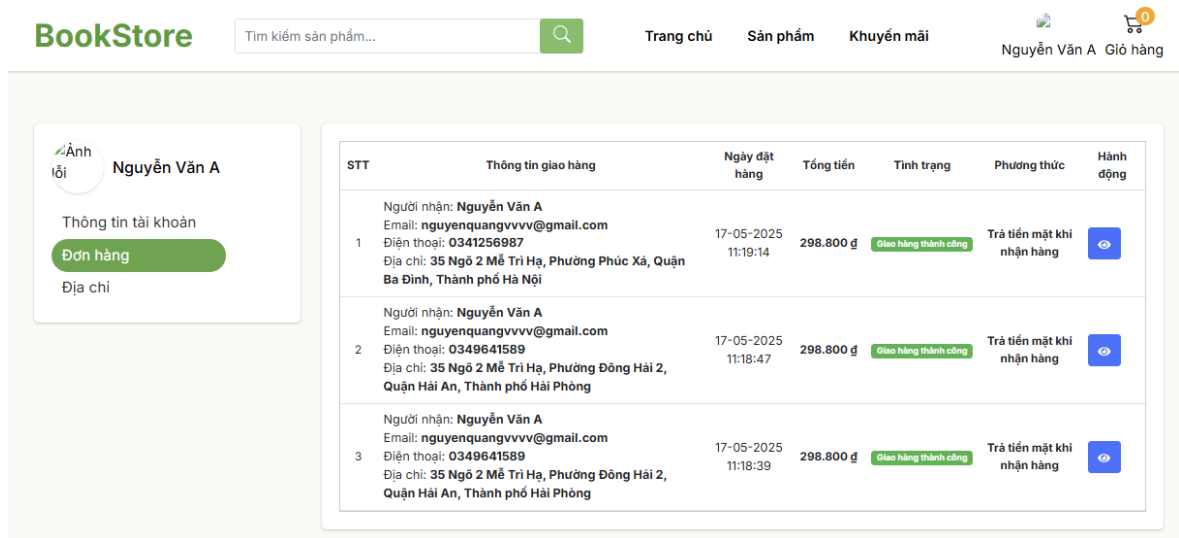 BookStore
Tìm kiếm sản phẩm...
Trang chủ
Sản phẩm
Khuyến mãi
Nguyễn Văn A
0
Giỏ hàng
Ảnh
lỗi
Nguyễn Văn A
Thông tin tài khoản
Đơn hàng
Địa chỉ
STT
Thông tin giao hàng
Ngày đặt
hàng
Tổng tiền
Tình trạng
Phương thức
Hành
động
1
Người nhận: Nguyễn Văn A
Email: nguyenquangvvvv@gmail.com
Điện thoại: 0341256987
Địa chỉ: 35 Ngõ 2 Mễ Trì Hạ, Phường Phúc Xá, Quận
Ba Đình, Thành phố Hà Nội
17-05-2025
11:19:14
298.800 ₫
Giao hàng thành công
Trả tiền mặt khi
nhận hàng
2
Người nhận: Nguyễn Văn A
Email: nguyenquangvvvv@gmail.com
Điện thoại: 0349641589
Địa chỉ: 35 Ngõ 2 Mễ Trì Hạ, Phường Đông Hải 2,
Quận Hải An, Thành phố Hải Phòng
17-05-2025
11:18:47
298.800 ₫
Giao hàng thành công
Trả tiền mặt khi
nhận hàng
3
Người nhận: Nguyễn Văn A
Email: nguyenquangvvvv@gmail.com
Điện thoại: 0349641589
Địa chỉ: 35 Ngõ 2 Mễ Trì Hạ, Phường Đông Hải 2,
Quận Hải An, Thành phố Hải Phòng
17-05-2025
11:18:39
298.800 ₫
Giao hàng thành công
Trả tiền mặt khi
nhận hàng